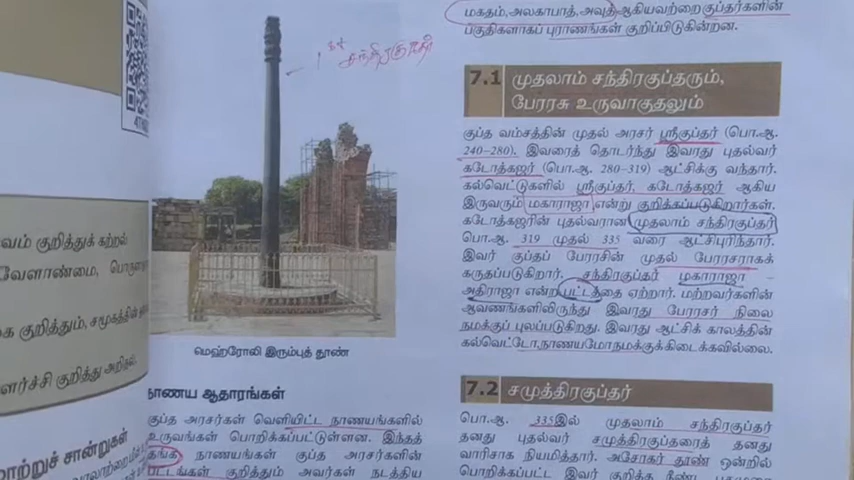 வம் குறித்துக் கற்றல்
வேளாண்மை, பொருளா
குறித்தும், சமூகத்தின்
குறித்து அறிதல்
மாற்றுச் சான்றுகள்
1st சந்திரகுப்தர்
மெஹரோலி இரும்புத் தூண்
நாணய ஆதாரங்கள்
குப்த அரசர்கள் வெளியிட்ட நாணயங்களில்
உருவங்கள் பொறிக்கப்பட்டுள்ளன. இந்தத்
தங்க நாணயங்கள் குப்த அரசர்களின்
பட்டங்கள் குறித்தும் அவர்கள் நடத்திய
மகதம், அலகாபாத், அவுத் ஆகியவற்றை குப்தர்களின்
பகுதிகளாகப் புராணங்கள் குறிப்பிடுகின்றன.
7.1 முதலாம் சந்திரகுப்தரும்,
பேரரசு உருவாகுதலும்
குப்த வம்சத்தின் முதல் அரசர் ஸ்ரீகுப்தர் (பொ.ஆ.
240-280). இவரைத் தொடர்ந்து இவரது புதல்வர்
கடோத்கஜர் (பொ.ஆ. 280-319) ஆட்சிக்கு வந்தார்.
கல்வெட்டுகளில் ஸ்ரீகுப்தர், கடோத்கஜர் ஆகிய
இருவரும் மகாராஜா என்று குறிக்கப்படுகிறார்கள்.
கடோத்கஜரின் புதல்வரான முதலாம் சந்திரகுப்தர்
பொ.ஆ. 319 முதல் 335 வரை ஆட்சிபுரிந்தார்.
இவர் குப்தப் பேரரசின் முதல் பேரரசராகக்
கருதப்படுகிறார். சந்திரகுப்தர் மகாராஜா -
அதிராஜா என்ற பட்டத்தை ஏற்றார். மற்றவர்களின்
ஆவணங்களிலிருந்து இவரது பேரரசர் நிலை
நமக்குப் புலப்படுகிறது. இவரது ஆட்சிக் காலத்தின்
கல்வெட்டோ, நாணயமோ நமக்குக் கிடைக்கவில்லை.
7.2 சமுத்திரகுப்தர்
பொ.ஆ. 335இல் முதலாம் சந்திரகுப்தர்
தனது புதல்வர் சமுத்திரகுப்தரைத் தனது
வாரிசாக நியமித்தார். அசோகர் தூண் ஒன்றில்
பொறிக்கப்பட்ட இவர் குறித்த நீண்ட